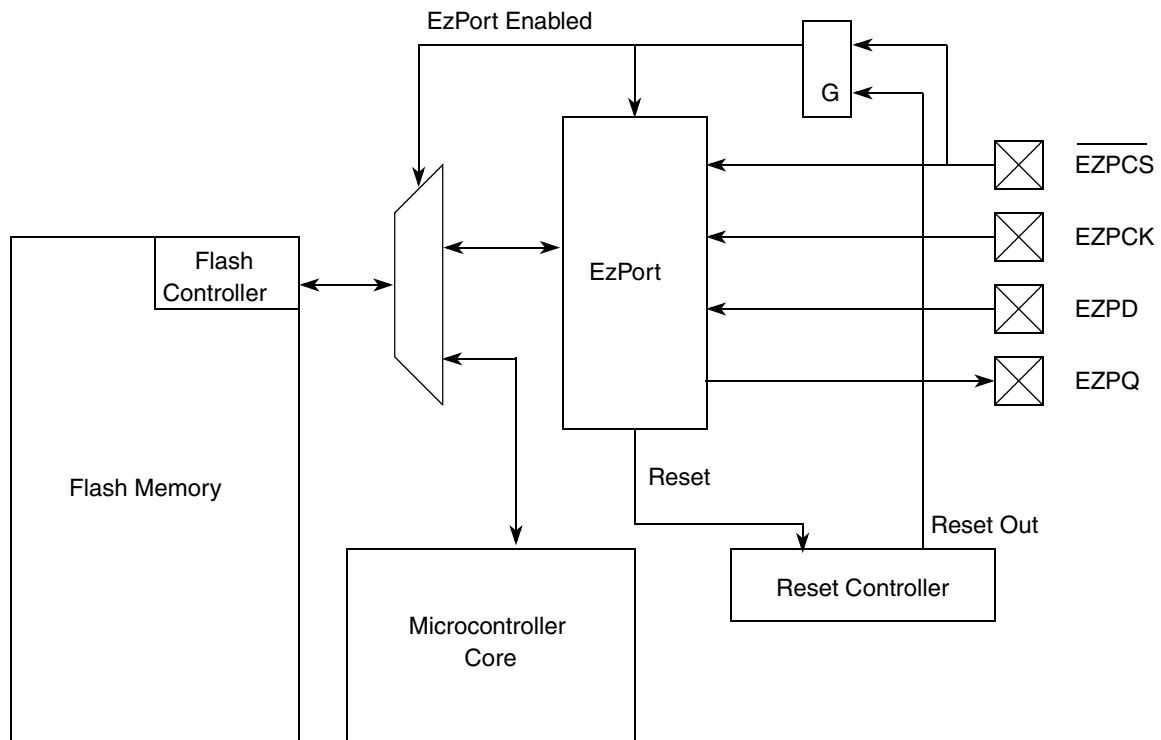 EzPort Enabled
G
EZPCS
EZPCK
Flash
Controller
EzPort
EZPD
EZPQ
Flash Memory
Reset
Reset Out
Reset Controller
Microcontroller
Core